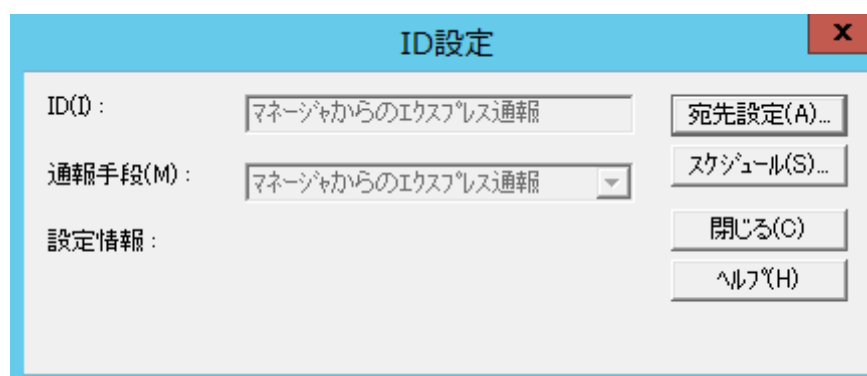 ID設定
x
ID(I) :
マネージャからのエクスプレス通報
宛先設定(A)...
スケジュール(S)...
通報手段(M) :
マネージャからのエクスプレス通報
設定情報 :
閉じる(C)
ヘルプ(H)